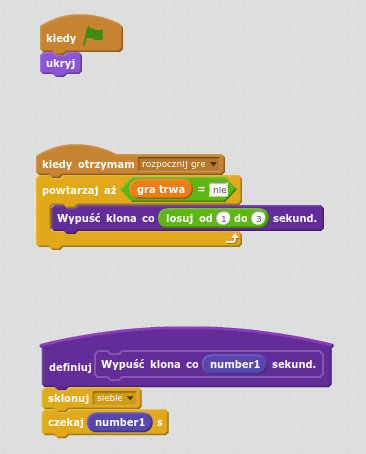 kiedy
ukryj
kiedy otrzymam rozpocznij gre
powtarzaj aż gra trwa = nie
Wypuść klona co losuj od 1 do 3 sekund.
definiuj Wypuść klona co number1 sekund.
sklonuj siebie
czekaj number1 s